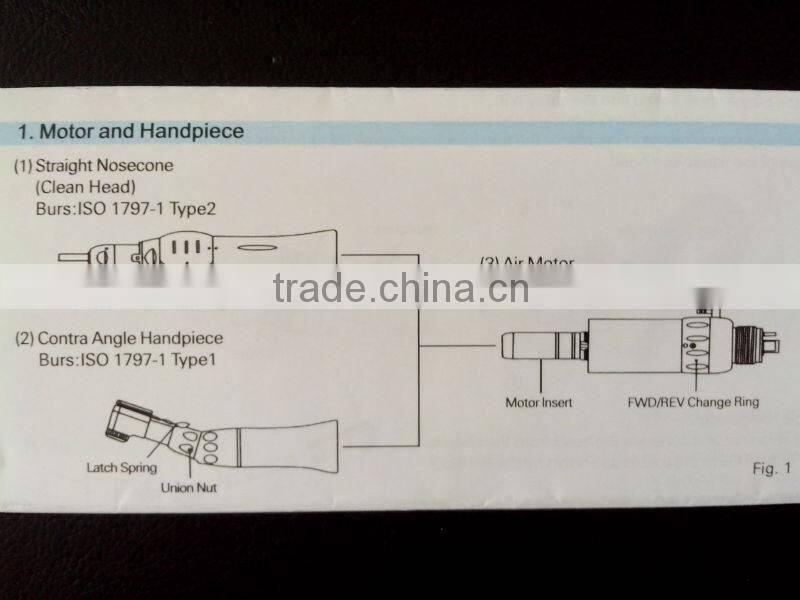 1. Motor and Handpiece
(1) Straight Nosecone
(Clean Head)
Burs:ISO 1797-1 Type2
(3) Air Motor
trade.china.cn
(2) Contra Angle Handpiece
Burs:ISO 1797-1 Type1
Motor Insert
FWD/REV Change Ring
Latch Spring
Union Nut
Fig. 1